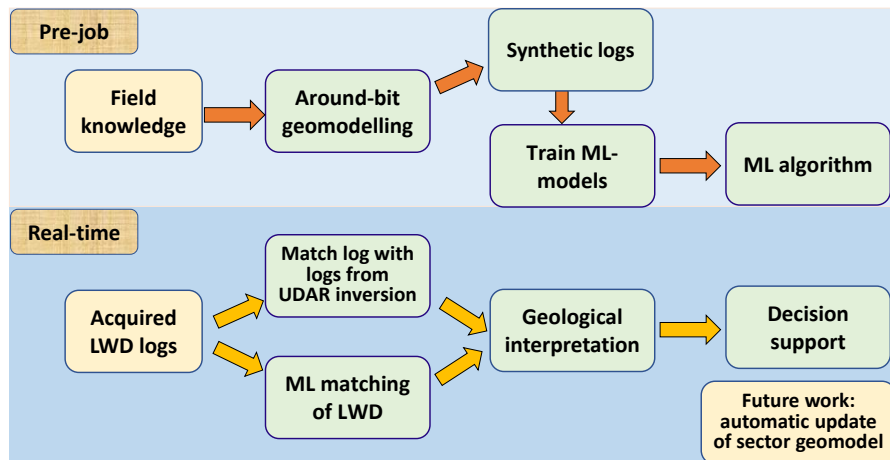 Pre-job
Field
knowledge
Around-bit
geomodelling
Synthetic logs
Train ML-
models
ML algorithm
Real-time
Acquired
LWD logs
Match log with
logs from
UDAR inversion
ML matching
of LWD
Geological
interpretation
Decision
support
Future work:
automatic update
of sector geomodel